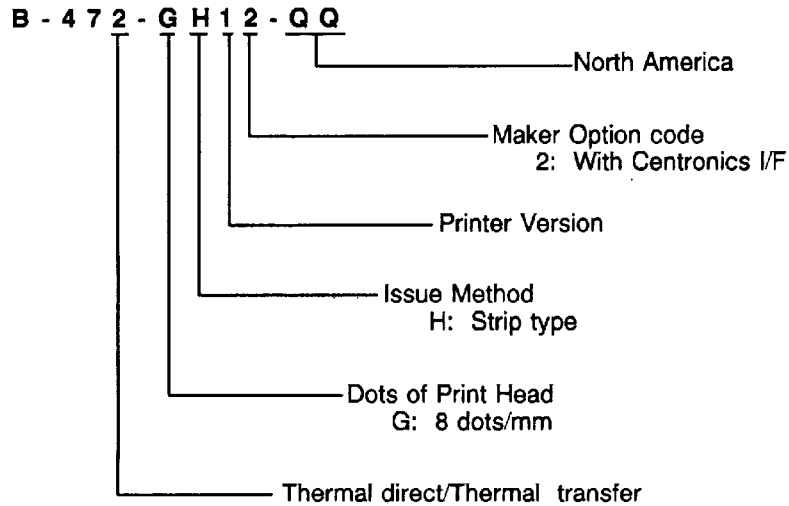 B - 4 7 2 - G H 1 2 - Q Q
North America
Maker Option code
2: With Centronics I/F
Printer Version
Issue Method
H: Strip type
Dots of Print Head
G: 8 dots/mm
Thermal direct/Thermal transfer